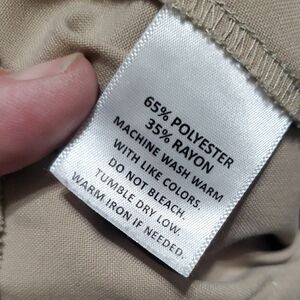 65% POLYESTER
35% RAYON
MACHINE WASH WARM
WITH LIKE COLORS.
DO NOT BLEACH.
TUMBLE DRY LOW.
WARM IRON IF NEEDED.